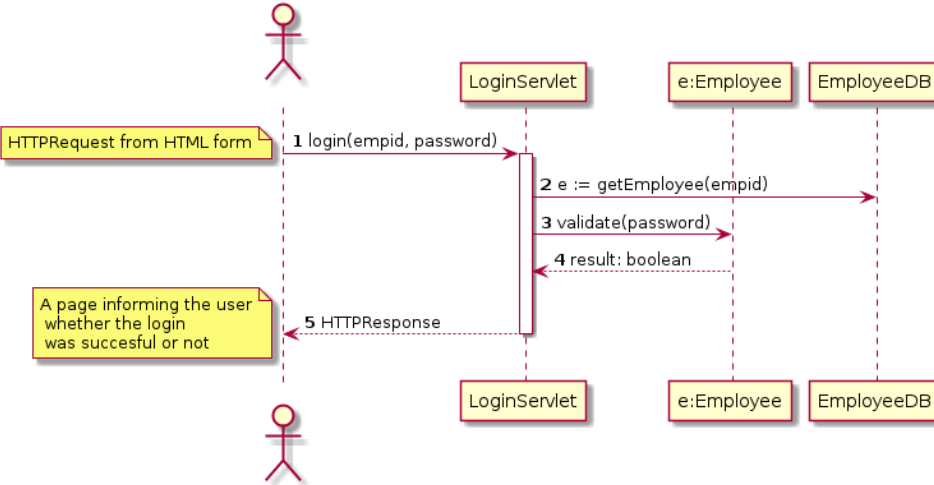 LoginServlet
e:Employee
EmployeeDB
HTTPRequest from HTML form
1 login(empid, password)
2 e := getEmployee(empid)
3 validate(password)
4 result: boolean
A page informing the user
whether the login
was succesful or not
5 HTTPResponse
LoginServlet
e:Employee
EmployeeDB